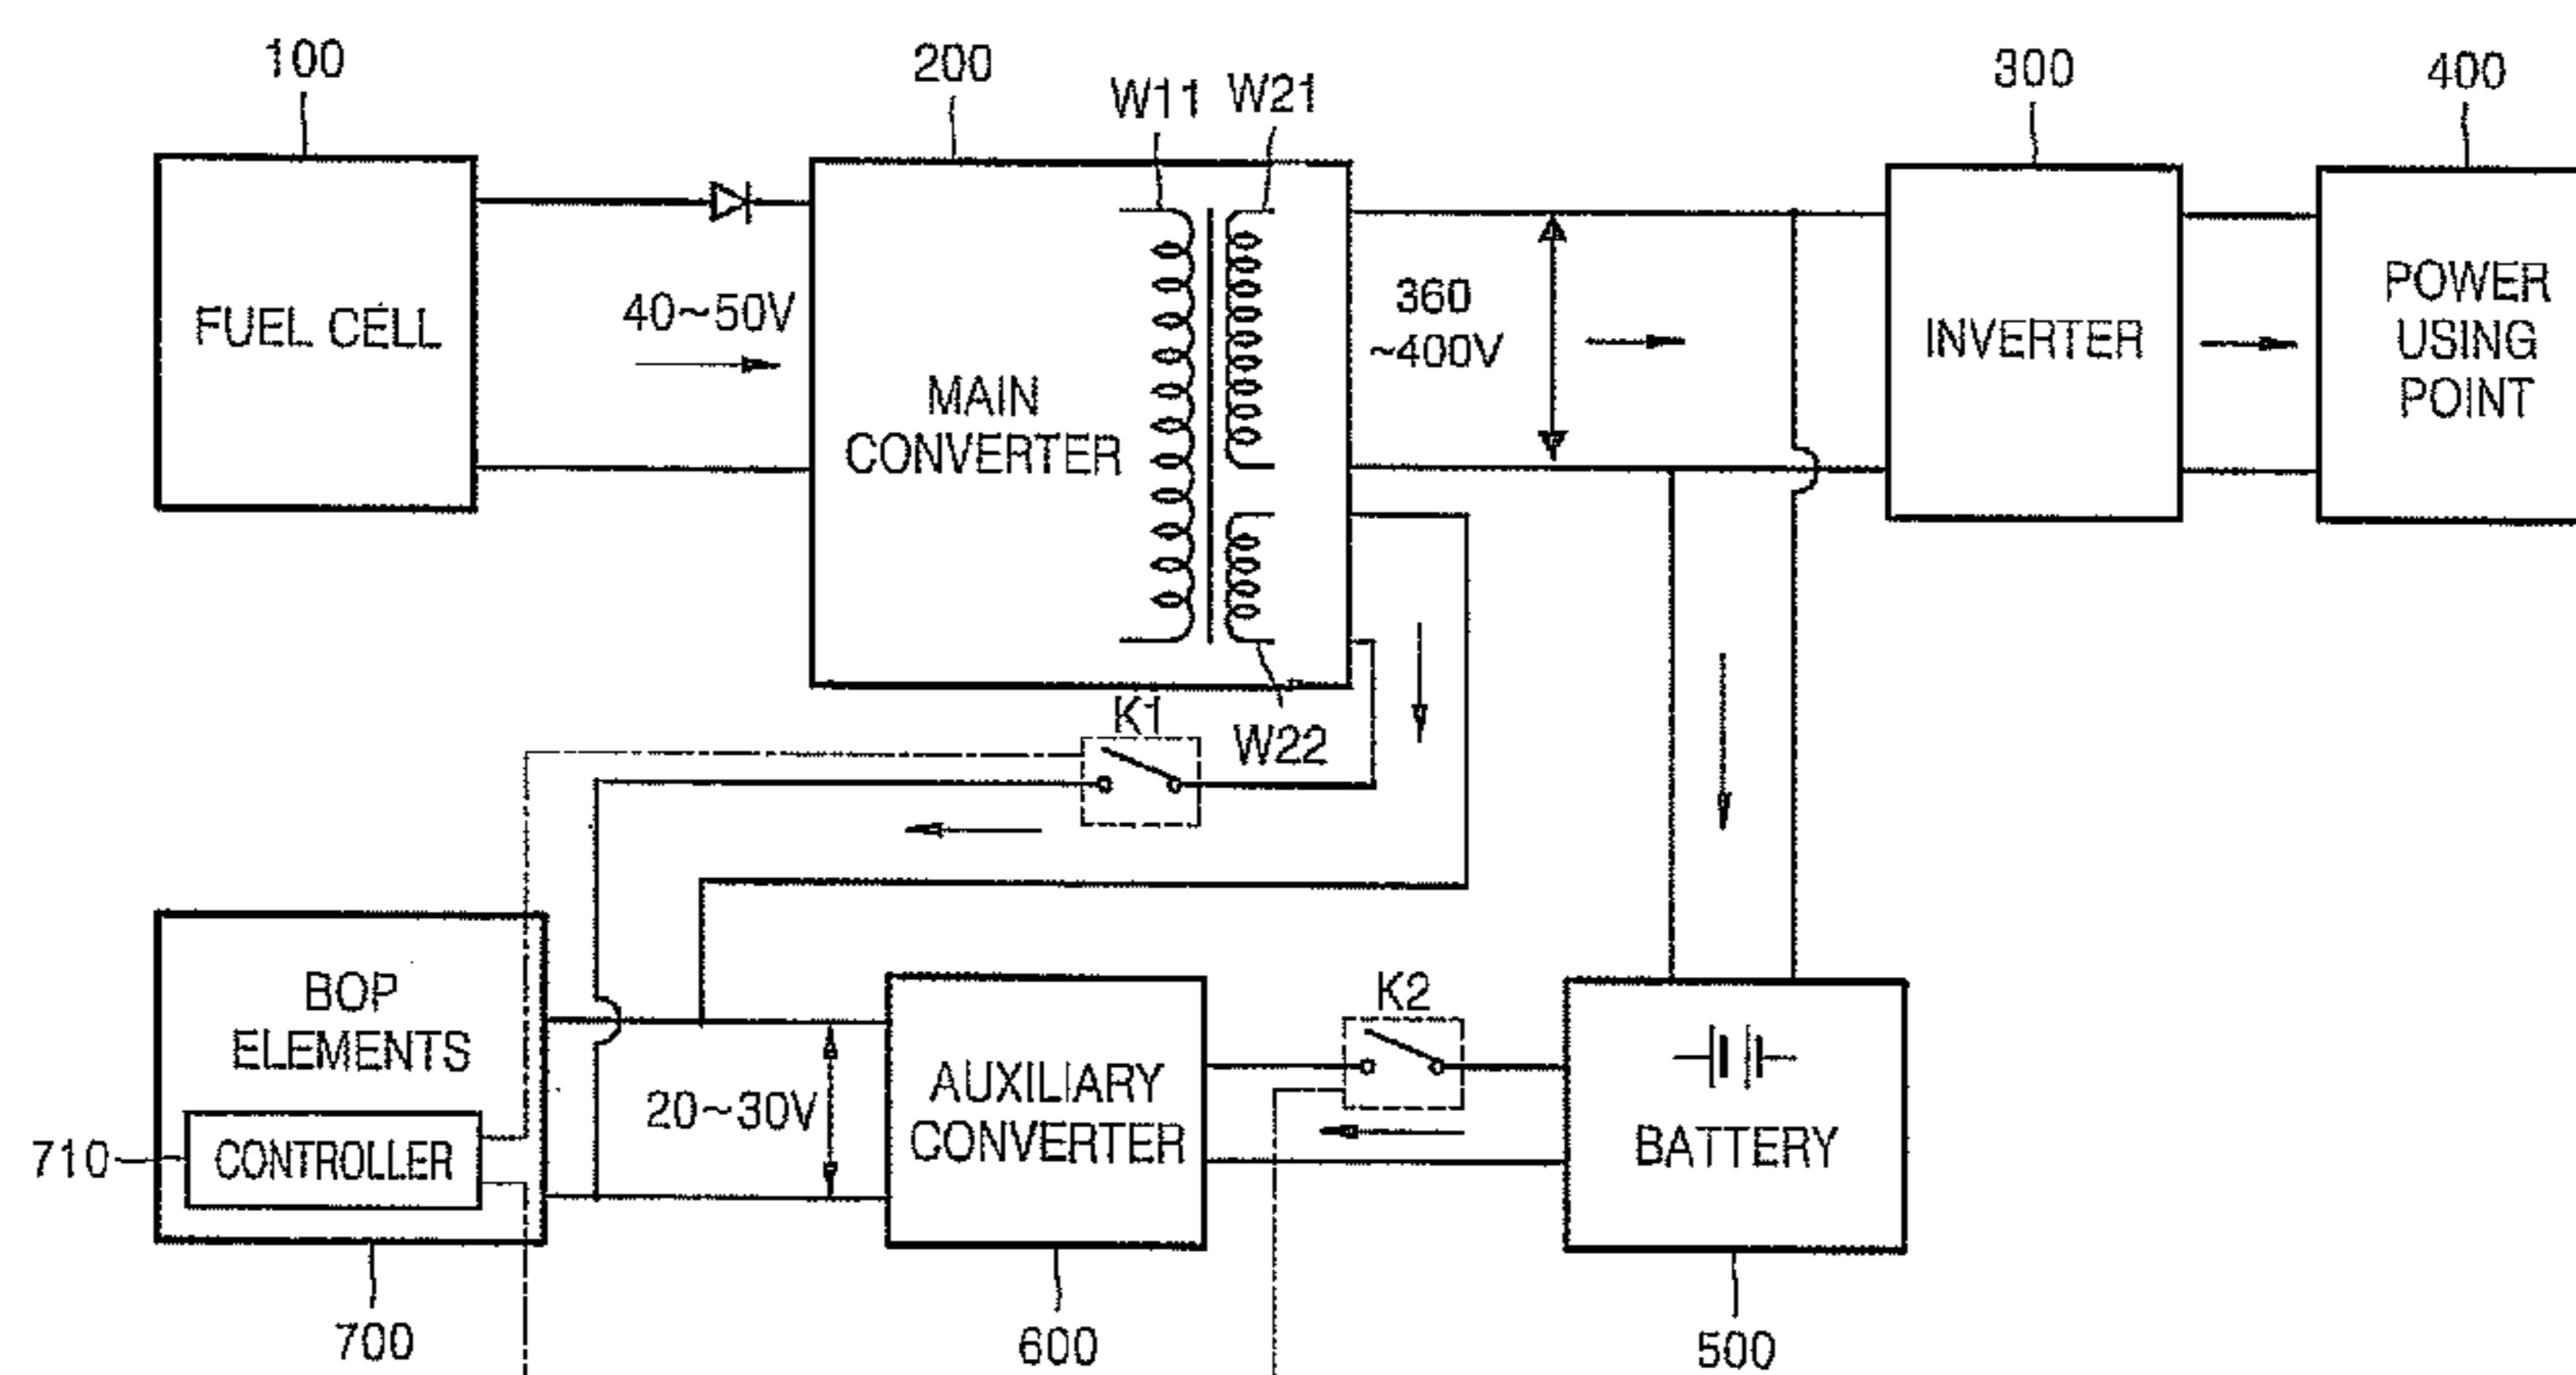 100
200
W11
W21
300
400
FUEL CELL
40~50V
MAIN
CONVERTER
360
~400V
INVERTER
POWER
USING
POINT
K1
W22
BOP
ELEMENTS
710
CONTROLLER
20~30V
AUXILIARY
CONVERTER
K2
BATTERY
700
600
500